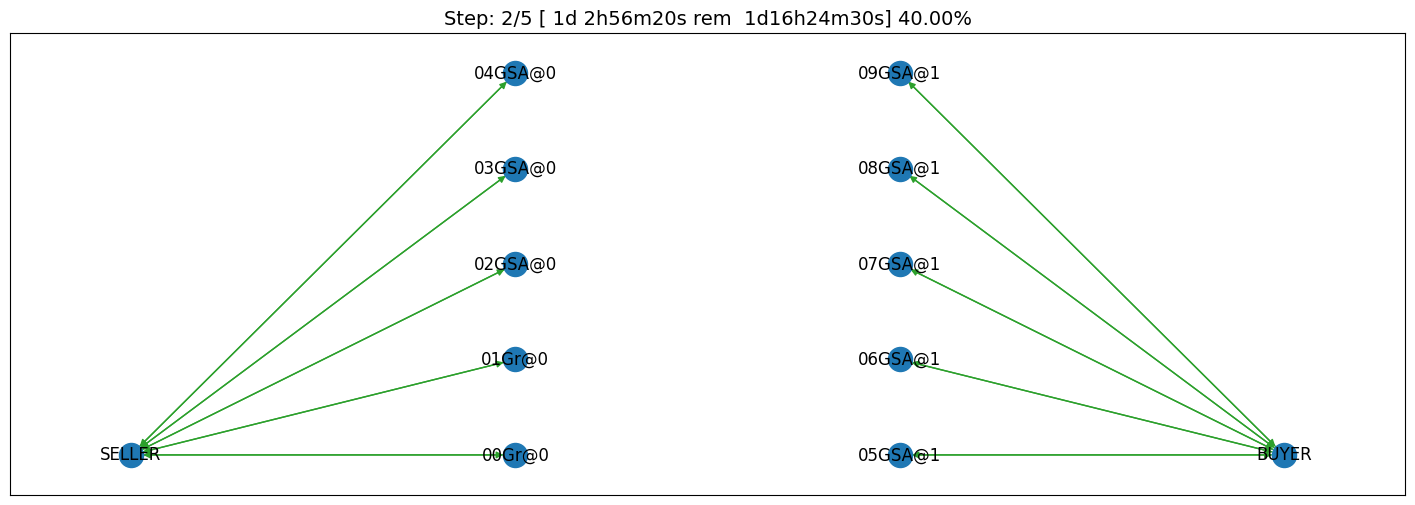 Step: 2/5 [ 1d 2h56m20s rem  1d16h24m30s] 40.00%
04GSA@0
09GSA@1
03GSA@0
08GSA@1
02GSA@0
07GSA@1
01Gr@0
06GSA@1
SELLER
00Gr@0
05GSA@1
BUYER